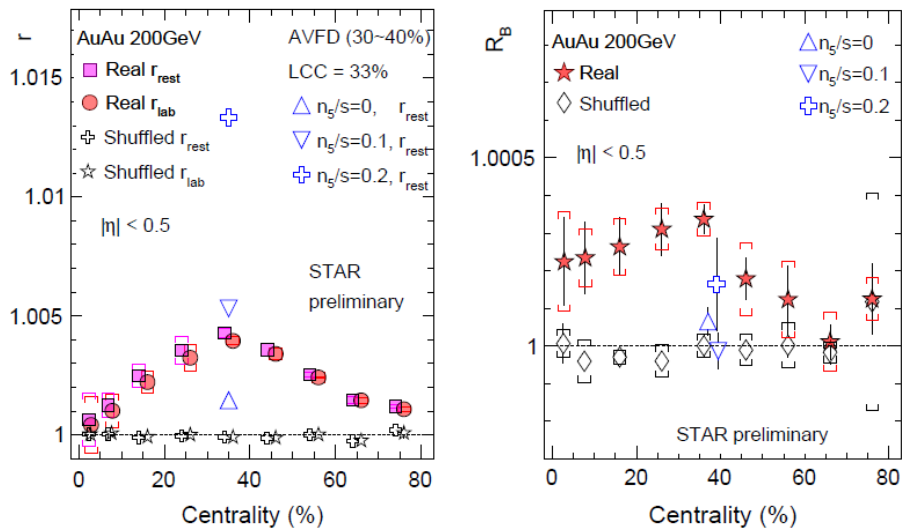 r
AuAu 200GeV
Real r_rest
Real r_lab
Shuffled r_rest
Shuffled r_lab
|η| < 0.5
AVFD (30~40%)
LCC = 33%
n₅/s=0, r_rest
n₅/s=0.1, r_rest
n₅/s=0.2, r_rest
STAR
preliminary
1.015
1.01
1.005
1
0 20 40 60 80
Centrality (%)
R_B
AuAu 200GeV
Real
Shuffled
|η| < 0.5
n₅/s=0
n₅/s=0.1
n₅/s=0.2
1.0005
1
STAR preliminary
0 20 40 60 80
Centrality (%)